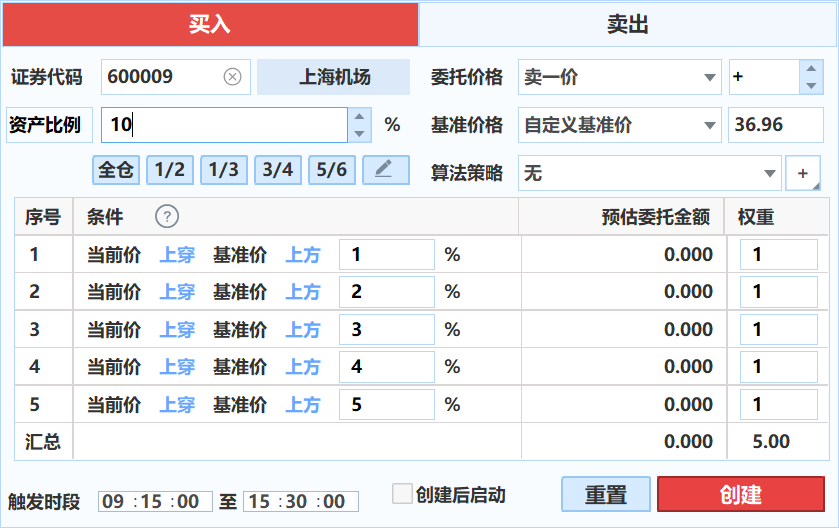 买入 卖出
证券代码 600009 上海机场 委托价格 卖一价 +
资产比例 10 % 基准价格 自定义基准价 36.96
全仓 1/2 1/3 3/4 5/6 算法策略 无 +
序号 条件 ? 预估委托金额 权重
1 当前价 上穿 基准价 上方 1 % 0.000 1
2 当前价 上穿 基准价 上方 2 % 0.000 1
3 当前价 上穿 基准价 上方 3 % 0.000 1
4 当前价 上穿 基准价 上方 4 % 0.000 1
5 当前价 上穿 基准价 上方 5 % 0.000 1
汇总 0.000 5.00
触发时段 09 :15 :00 至 15 :30 :00 创建后启动 重置 创建